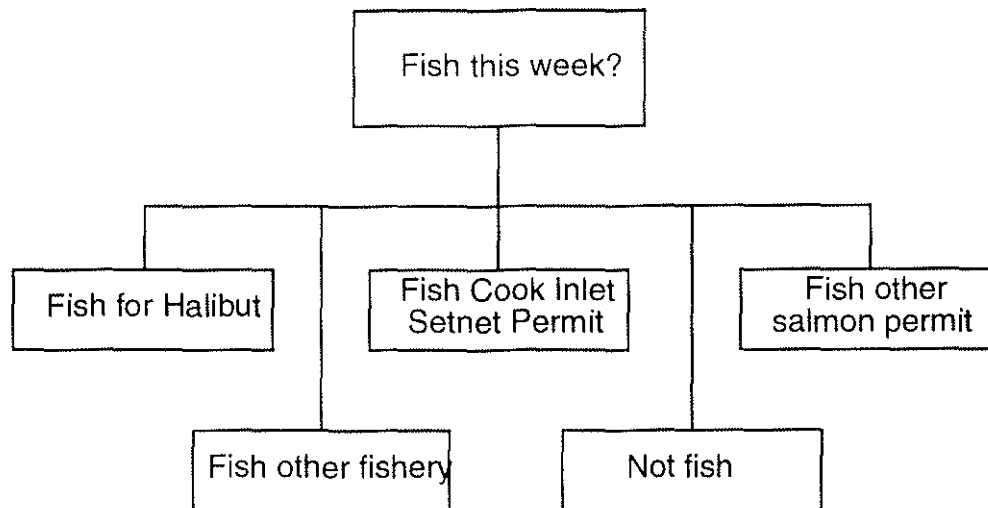 Fish this week?
Fish for Halibut
Fish Cook Inlet
Setnet Permit
Fish other
salmon permit
Fish other fishery
Not fish